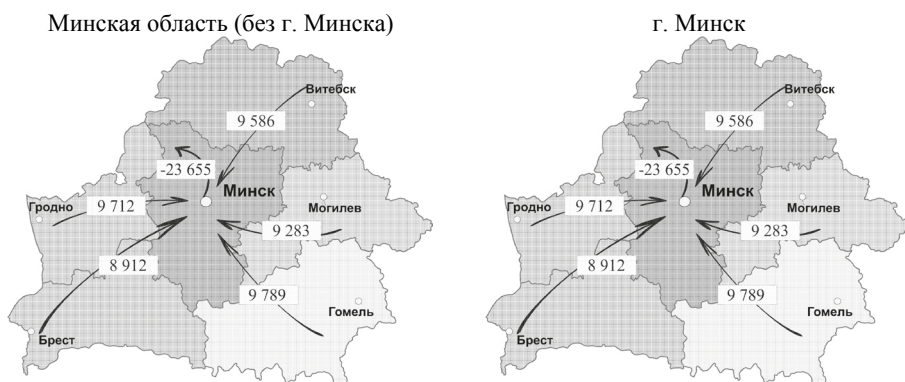 Минская область (без г. Минска)
Витебск
9 586
-23 655
Минск
Гродно
9 712
Могилев
9 283
8 912
9 789
Гомель
Брест
г. Минск
Витебск
9 586
-23 655
Минск
Гродно
9 712
Могилев
9 283
8 912
9 789
Гомель
Брест